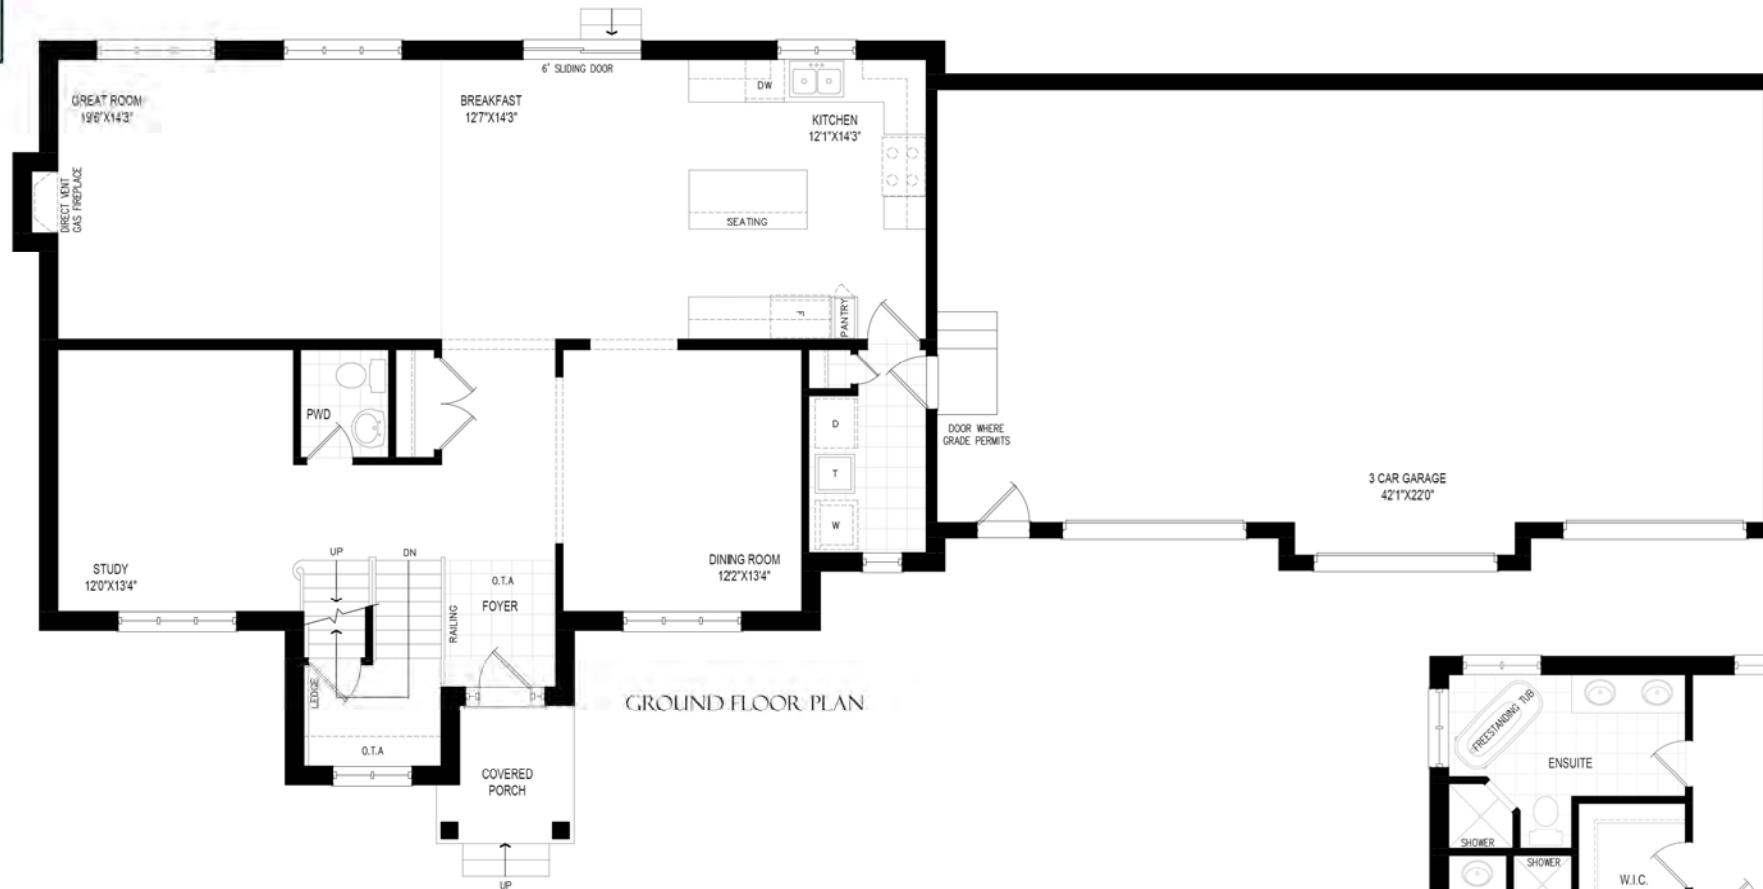 6' SLIDING DOOR
GREAT ROOM
19'6"X14'3"
BREAKFAST
12'7"X14'3"
DW
KITCHEN
12'1"X14'3"
DIRECT VENT
GAS FIREPLACE
SEATING
F
PANTRY
PWD
D
T
W
DOOR WHERE
GRADE PERMITS
3 CAR GARAGE
42'1"X22'0"
UP
DN
STUDY
12'0"X13'4"
O.T.A
FOYER
RAILING
DINING ROOM
12'2"X13'4"
LEDGE
O.T.A
GROUND FLOOR PLAN
COVERED
PORCH
UP
FREESTANDING TUB
ENSUITE
SHOWER
SHOWER
W.I.C.